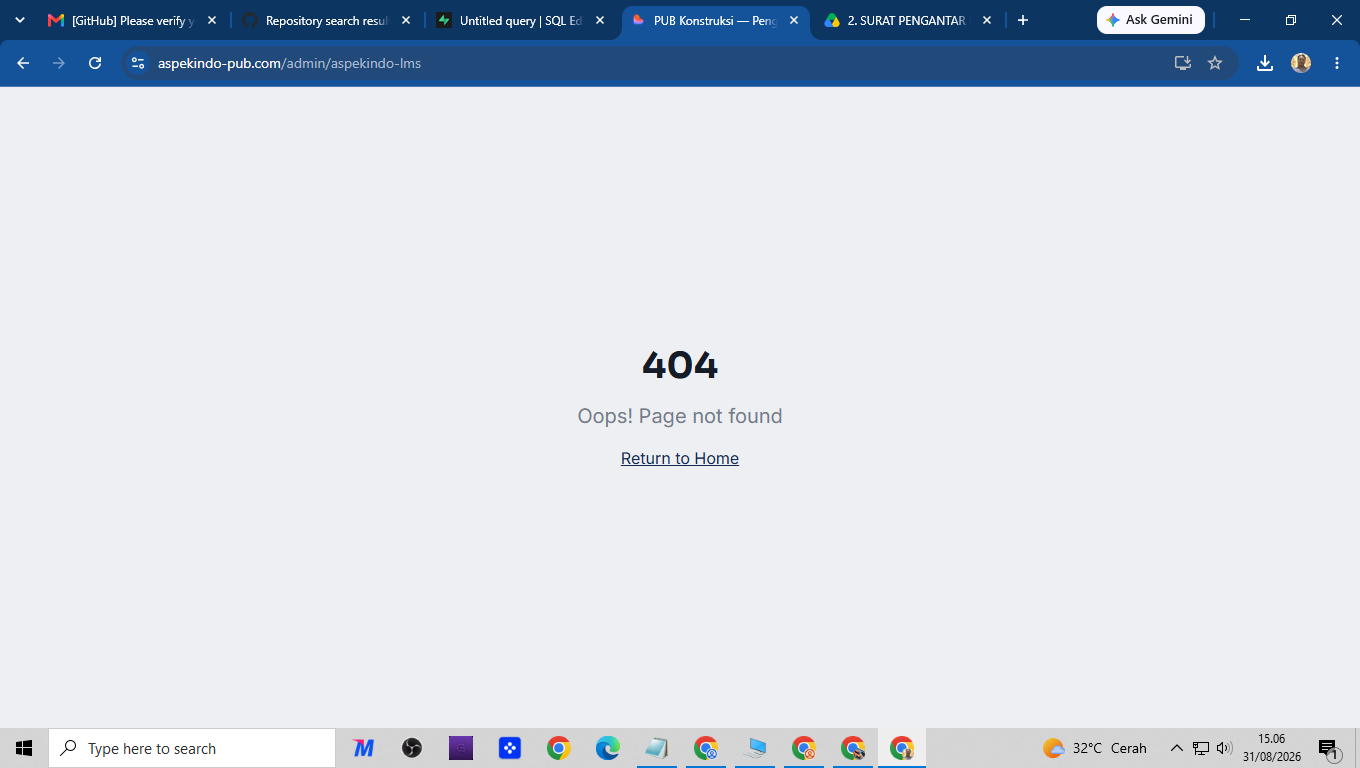 [GitHub] Please verify y
Repository search resul
Untitled query | SQL Ed
PUB Konstruksi — Peng
2. SURAT PENGANTAR
Ask Gemini
aspekindo-pub.com/admin/aspekindo-lms
404
Oops! Page not found
Return to Home
Type here to search
32°C Cerah
15.06
31/08/2026
1